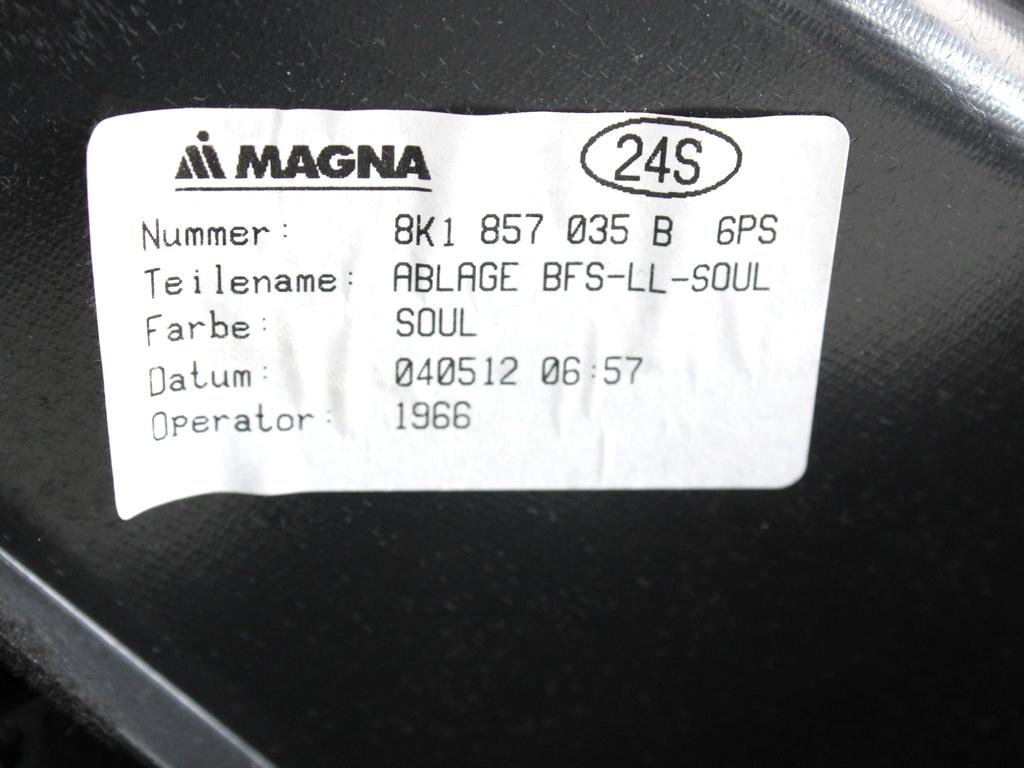 MAGNA 24S
Nummer: 8K1 857 035 B 6PS
Teilename: ABLAGE BFS-LL-SOUL
Farbe: SOUL
Datum: 040512 06:57
Operator: 1966